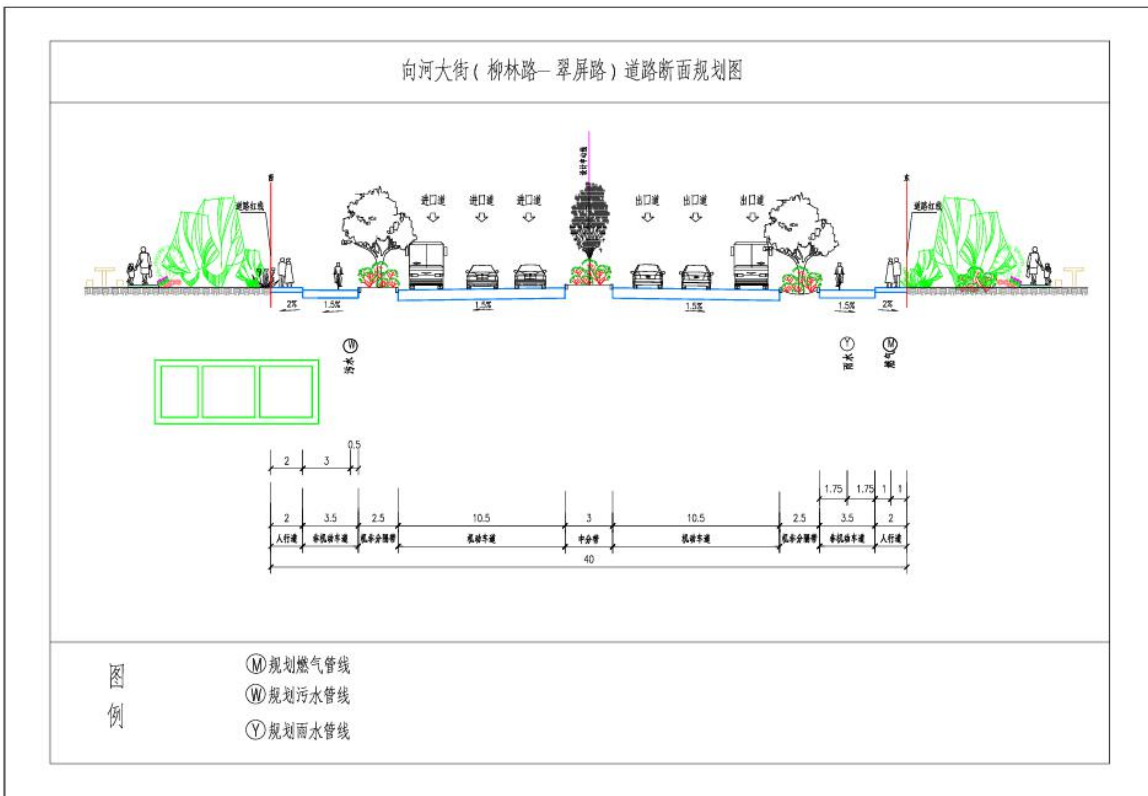 向河大街(柳林路—翠屏路)道路断面规划图
设计中心线
西
东
道路红线
进口道
进口道
进口道
出口道
出口道
出口道
道路红线
2%
1.5%
1.5%
1.5%
1.5%
2%
污水 W
雨水 Y
燃气 M
0.5
2 3
1.75 1.75 1 1
2 3.5 2.5 10.5 3 10.5 2.5 3.5 2
人行道 非机动车道 机非分隔带 机动车道 中分带 机动车道 机非分隔带 非机动车道 人行道
40
图例
M 规划燃气管线
W 规划污水管线
Y 规划雨水管线